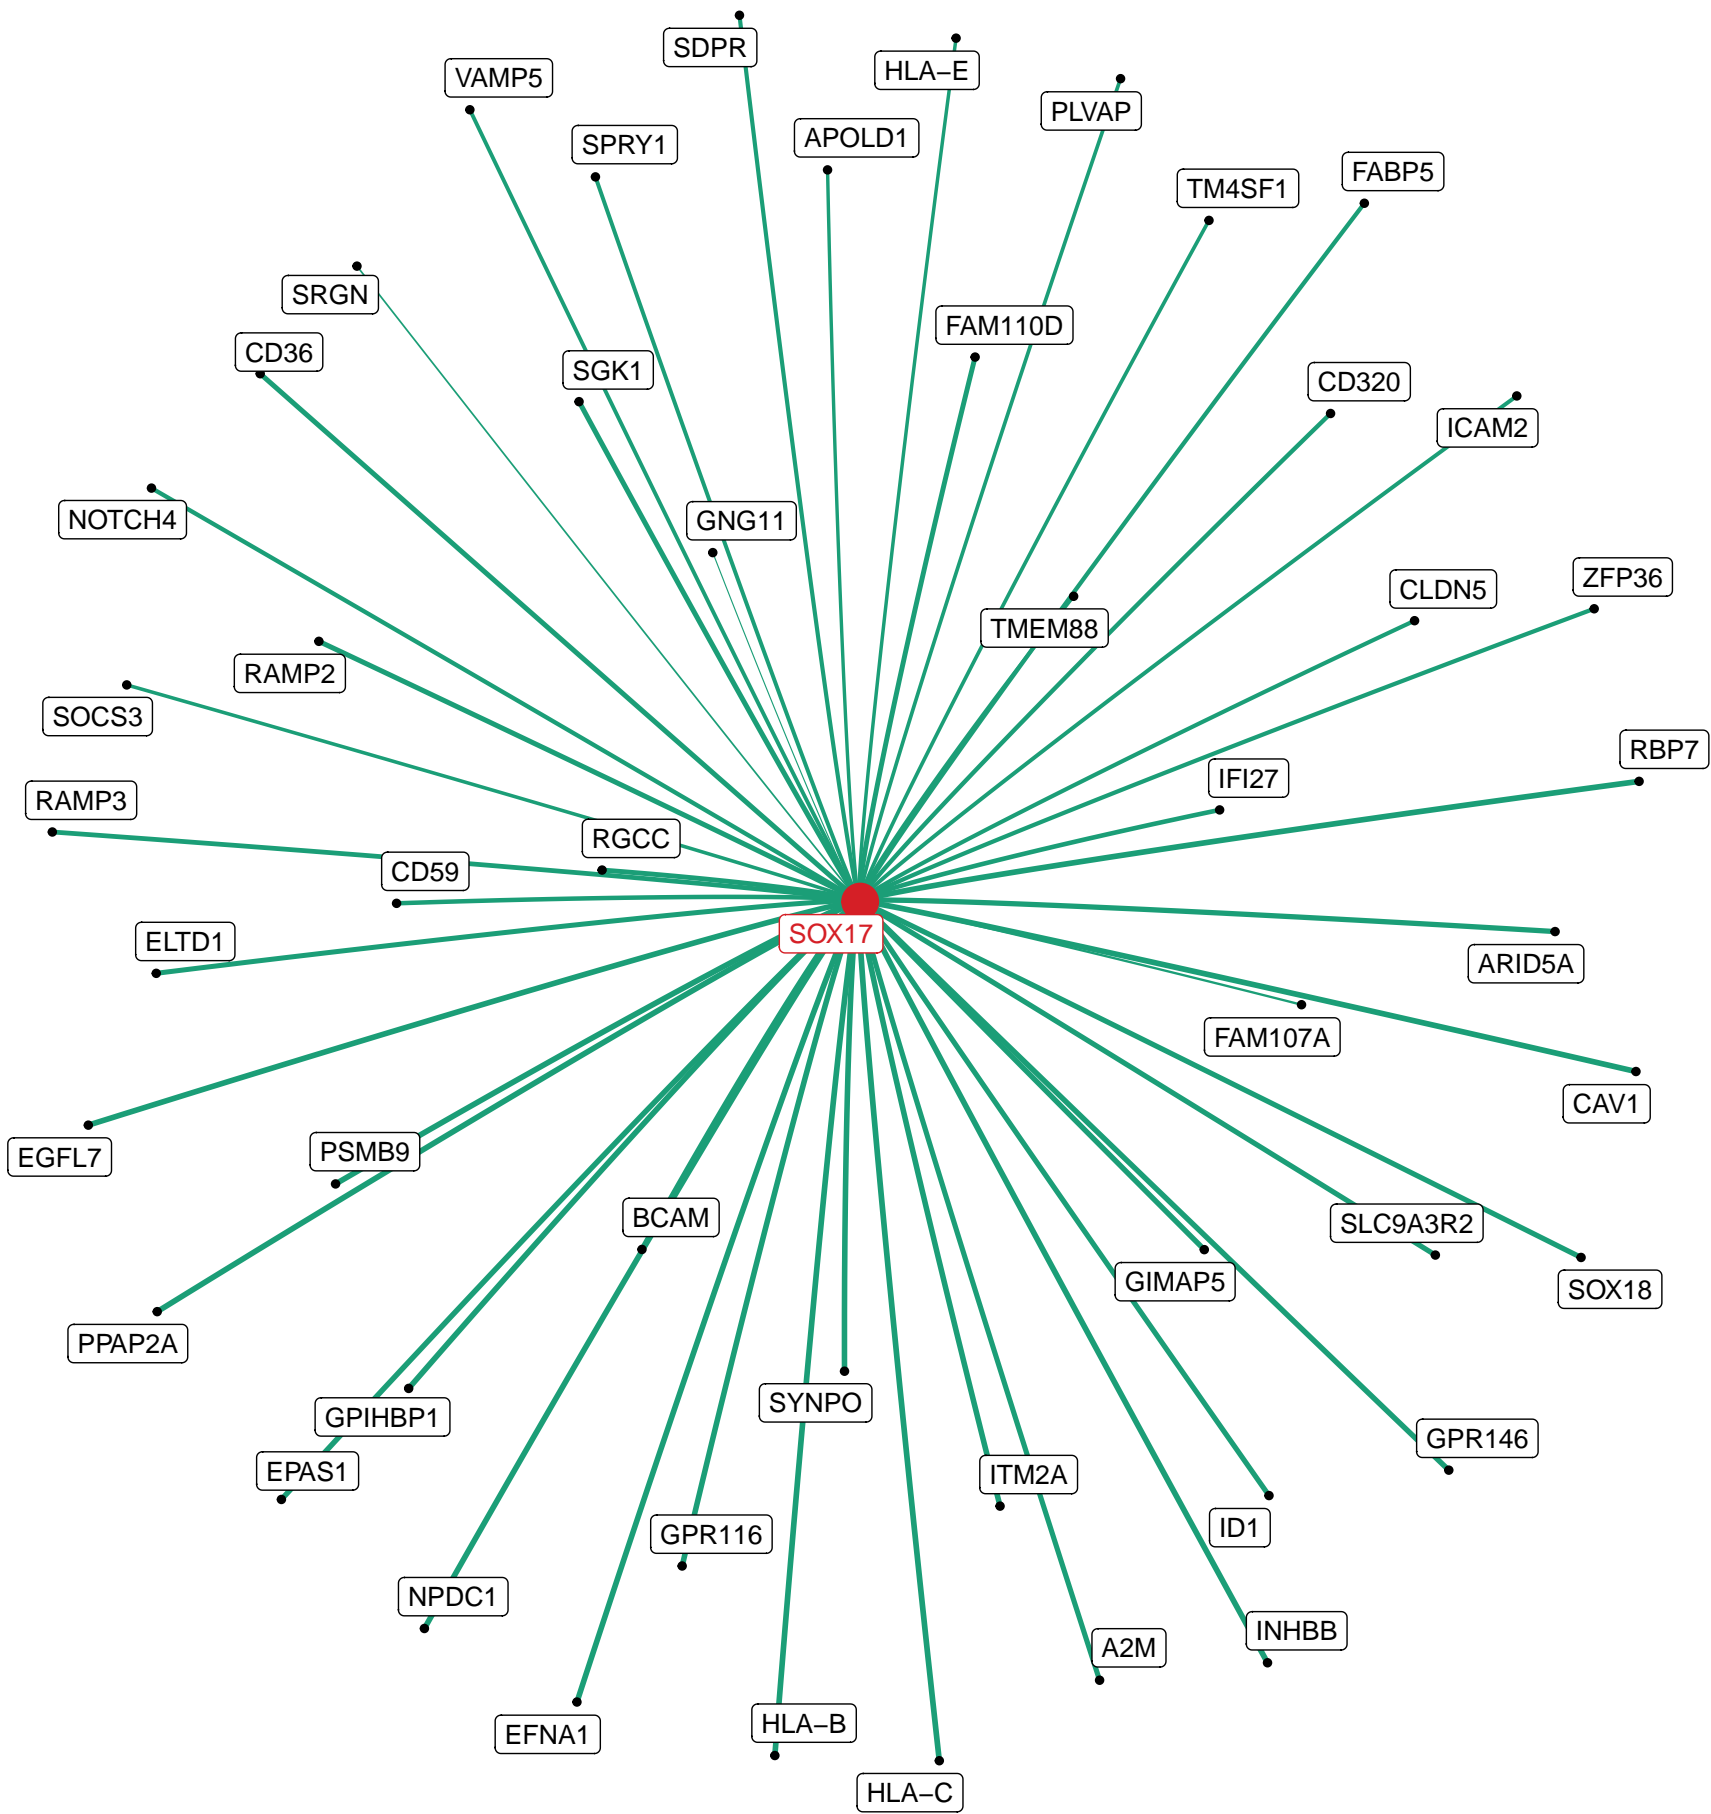 SDPR
HLA−E
VAMP5
PLVAP
SPRY1
APOLD1
FABP5
TM4SF1
SRGN
FAM110D
CD36
SGK1
CD320
ICAM2
NOTCH4
GNG11
ZFP36
CLDN5
TMEM88
RAMP2
SOCS3
RBP7
IFI27
RAMP3
RGCC
CD59
SOX17
ELTD1
ARID5A
FAM107A
CAV1
EGFL7
PSMB9
BCAM
SLC9A3R2
GIMAP5
SOX18
PPAP2A
SYNPO
GPIHBP1
GPR146
EPAS1
ITM2A
ID1
GPR116
NPDC1
INHBB
A2M
HLA−B
EFNA1
HLA−C